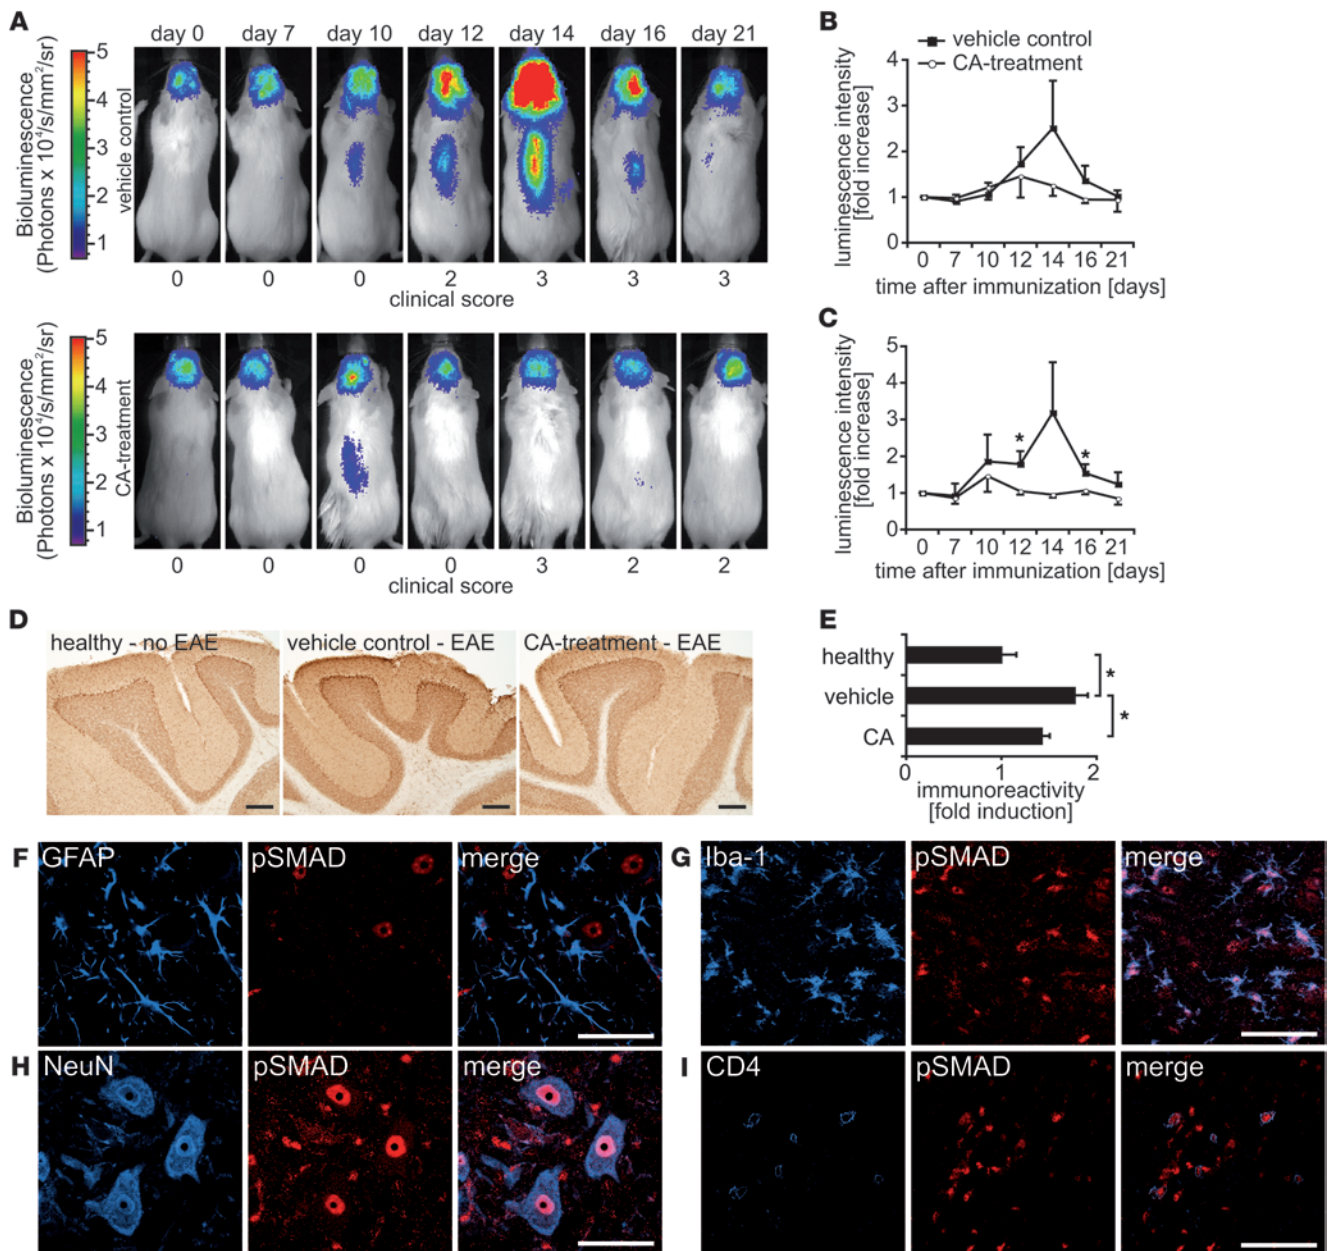 A
day 0 day 7 day 10 day 12 day 14 day 16 day 21
Bioluminescence
(Photons x 10⁴/s/mm²/sr)
vehicle control
5
4
3
2
1
0 0 0 2 3 3 3
clinical score
Bioluminescence
(Photons x 10⁴/s/mm²/sr)
CA-treatment
5
4
3
2
1
0 0 0 0 3 2 2
clinical score
B
vehicle control
CA-treatment
luminescence intensity
[fold increase]
4
3
2
1
0
0 7 10 12 14 16 21
time after immunization [days]
C
luminescence intensity
[fold increase]
5
4
3
2
1
0
* *
0 7 10 12 14 16 21
time after immunization [days]
D
healthy - no EAE vehicle control - EAE CA-treatment - EAE
E
healthy
vehicle
CA
*
*
0 1 2
immunoreactivity
[fold induction]
F GFAP pSMAD merge
G Iba-1 pSMAD merge
H NeuN pSMAD merge
I CD4 pSMAD merge